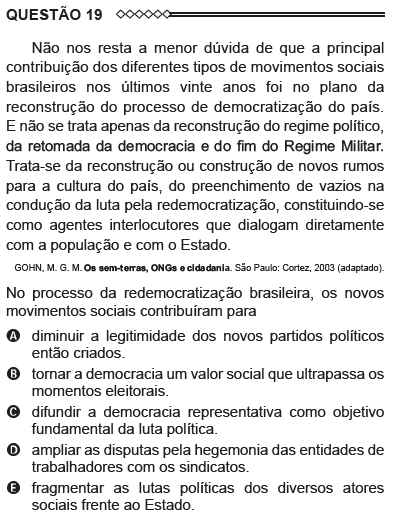 QUESTÃO 19
Não nos resta a menor dúvida de que a principal
contribuição dos diferentes tipos de movimentos sociais
brasileiros nos últimos vinte anos foi no plano da
reconstrução do processo de democratização do país.
E não se trata apenas da reconstrução do regime político,
da retomada da democracia e do fim do Regime Militar.
Trata-se da reconstrução ou construção de novos rumos
para a cultura do país, do preenchimento de vazios na
condução da luta pela redemocratização, constituindo-se
como agentes interlocutores que dialogam diretamente
com a população e com o Estado.
GOHN, M. G. M. Os sem-terras, ONGs e cidadania. São Paulo: Cortez, 2003 (adaptado).
No processo da redemocratização brasileira, os novos
movimentos sociais contribuíram para
A diminuir a legitimidade dos novos partidos políticos
então criados.
B tornar a democracia um valor social que ultrapassa os
momentos eleitorais.
C difundir a democracia representativa como objetivo
fundamental da luta política.
D ampliar as disputas pela hegemonia das entidades de
trabalhadores com os sindicatos.
E fragmentar as lutas políticas dos diversos atores
sociais frente ao Estado.